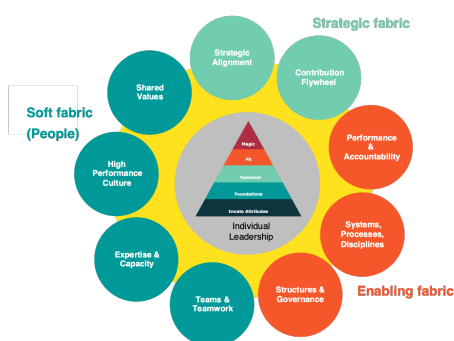 Strategic fabric
Strategic
Alignment
Contribution
Flywheel
Shared
Values
Soft fabric
(People)
Performance
&
Accountability
High
Performance
Culture
Magic
Fit
Technical
Foundations
Innate Attributes
Individual
Leadership
Systems,
Processes,
Disciplines
Expertise &
Capacity
Structures &
Governance
Enabling fabric
Teams &
Teamwork